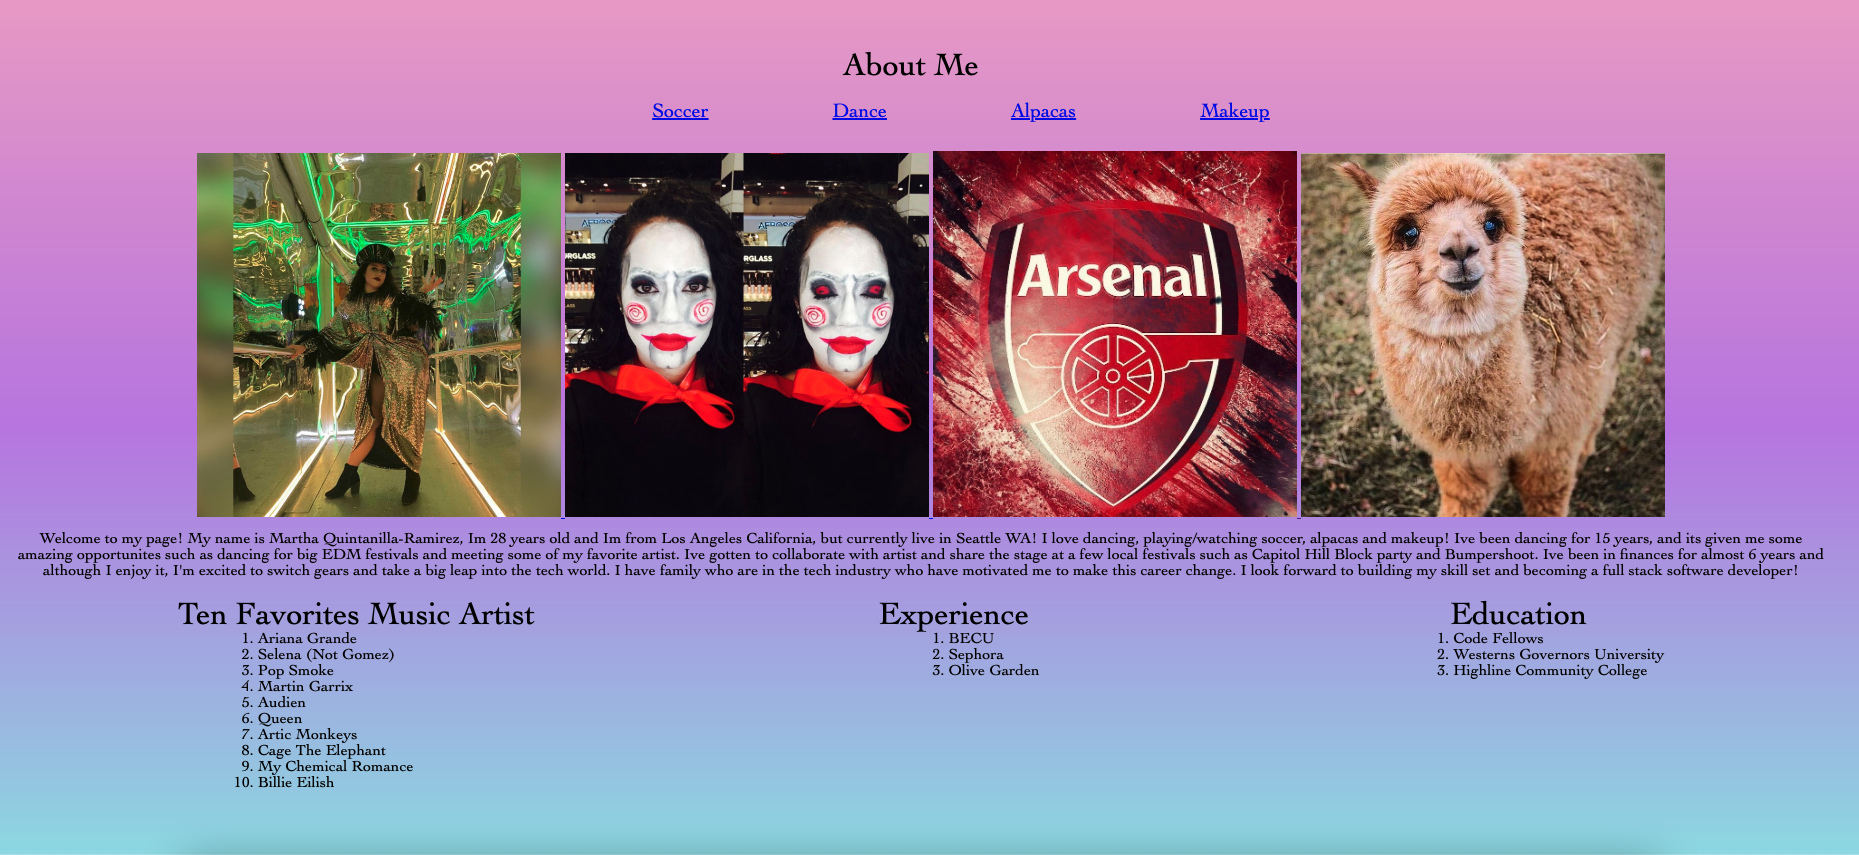 About Me
Soccer Dance Alpacas Makeup
AEROSO
RGLASS
ORGLASS
Arsenal
Welcome to my page! My name is Martha Quintanilla-Ramirez, Im 28 years old and Im from Los Angeles California, but currently live in Seattle WA! I love dancing, playing/watching soccer, alpacas and makeup! Ive been dancing for 15 years, and its given me some
amazing opportunites such as dancing for big EDM festivals and meeting some of my favorite artist. Ive gotten to collaborate with artist and share the stage at a few local festivals such as Capitol Hill Block party and Bumpershoot. Ive been in finances for almost 6 years and
although I enjoy it, I'm excited to switch gears and take a big leap into the tech world. I have family who are in the tech industry who have motivated me to make this career change. I look forward to building my skill set and becoming a full stack software developer!
Ten Favorites Music Artist
1. Ariana Grande
2. Selena (Not Gomez)
3. Pop Smoke
4. Martin Garrix
5. Audien
6. Queen
7. Artic Monkeys
8. Cage The Elephant
9. My Chemical Romance
10. Billie Eilish
Experience
1. BECU
2. Sephora
3. Olive Garden
Education
1. Code Fellows
2. Westerns Governors University
3. Highline Community College